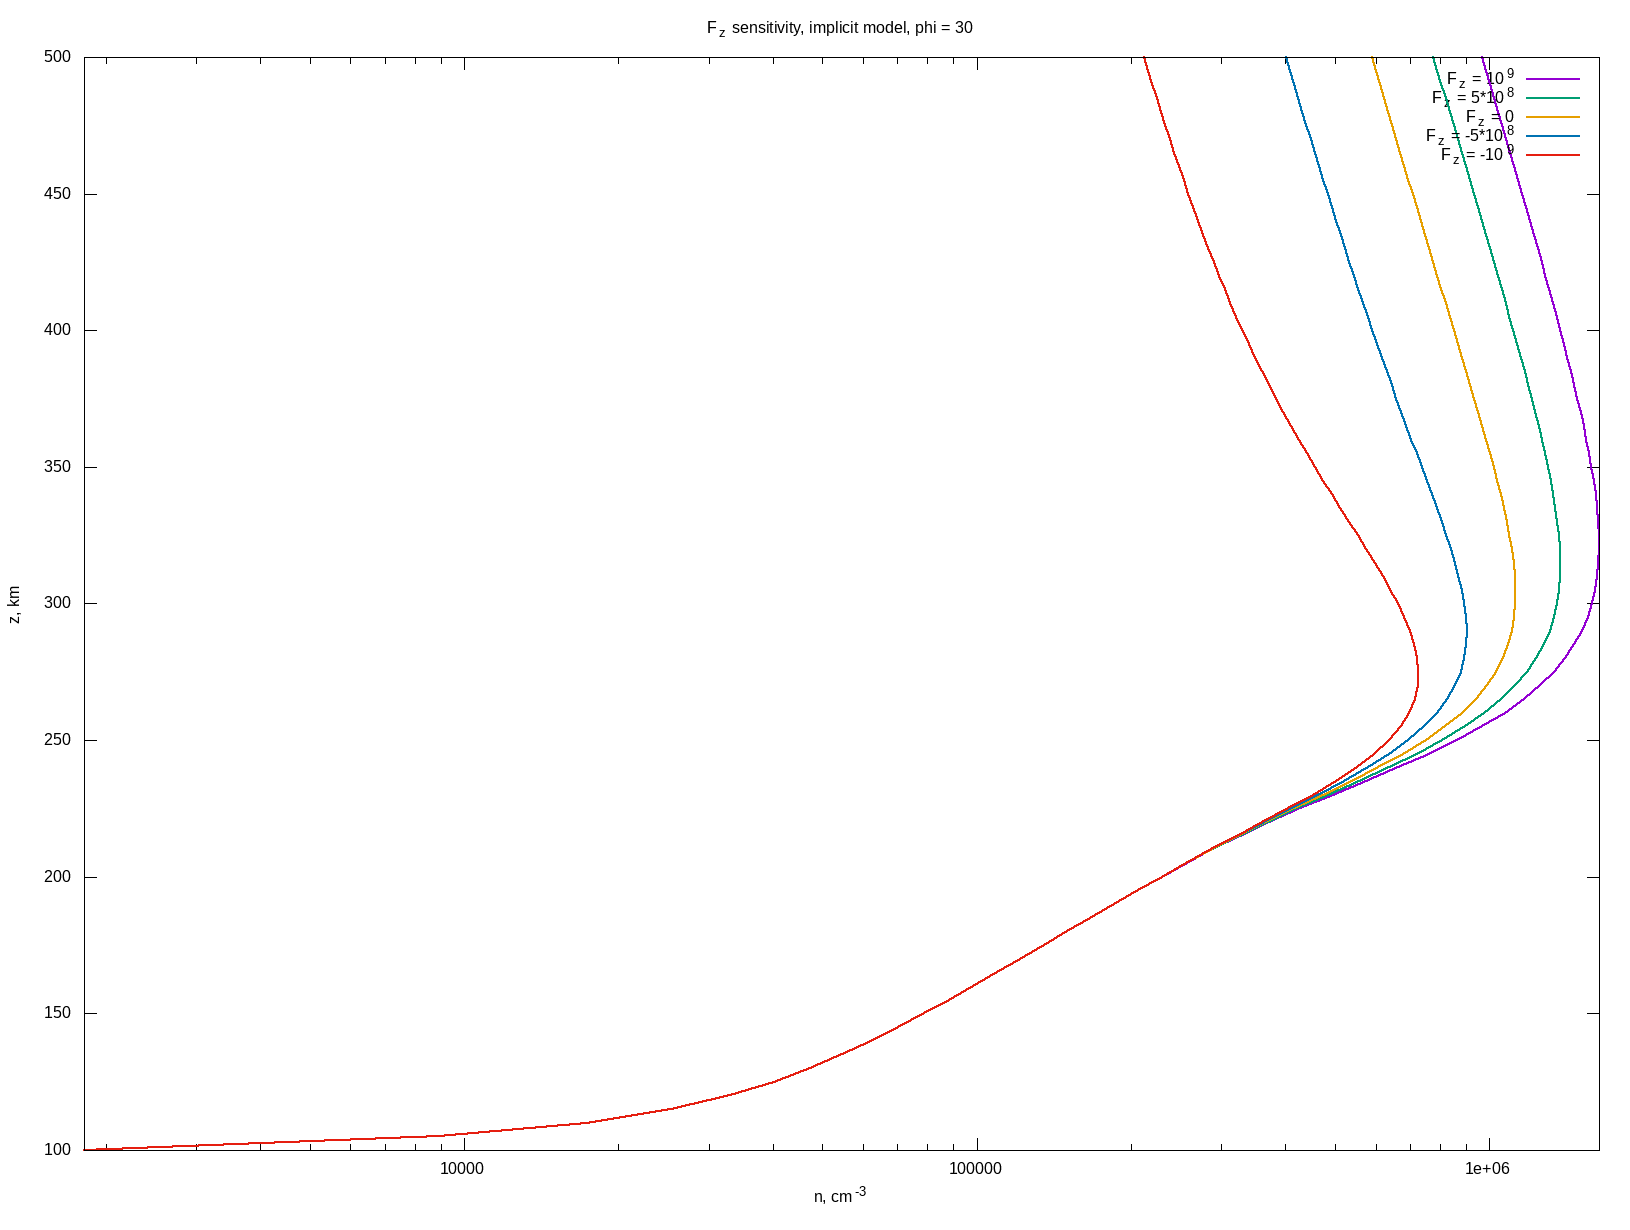 F z sensitivity, implicit model, phi = 30
500
450
400
350
300
250
200
150
100
z, km
F z = 10 9
F z = 5*10 8
F z = 0
F z = -5*10 8
F z = -10 9
10000
100000
1e+06
n, cm -3